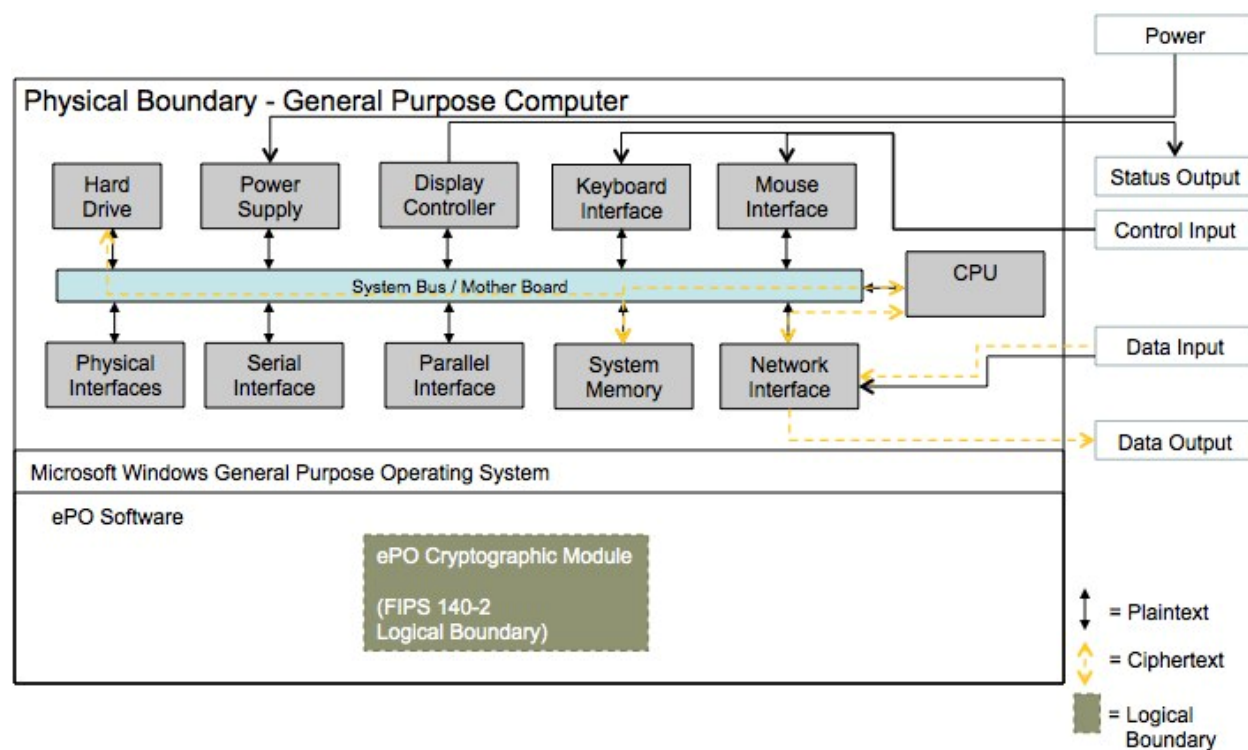 Power
Physical Boundary - General Purpose Computer
Hard
Drive
Power
Supply
Display
Controller
Keyboard
Interface
Mouse
Interface
Status Output
Control Input
CPU
System Bus / Mother Board
Physical
Interfaces
Serial
Interface
Parallel
Interface
System
Memory
Network
Interface
Data Input
Data Output
Microsoft Windows General Purpose Operating System
ePO Software
ePO Cryptographic Module
(FIPS 140-2
Logical Boundary)
= Plaintext
= Ciphertext
= Logical
Boundary